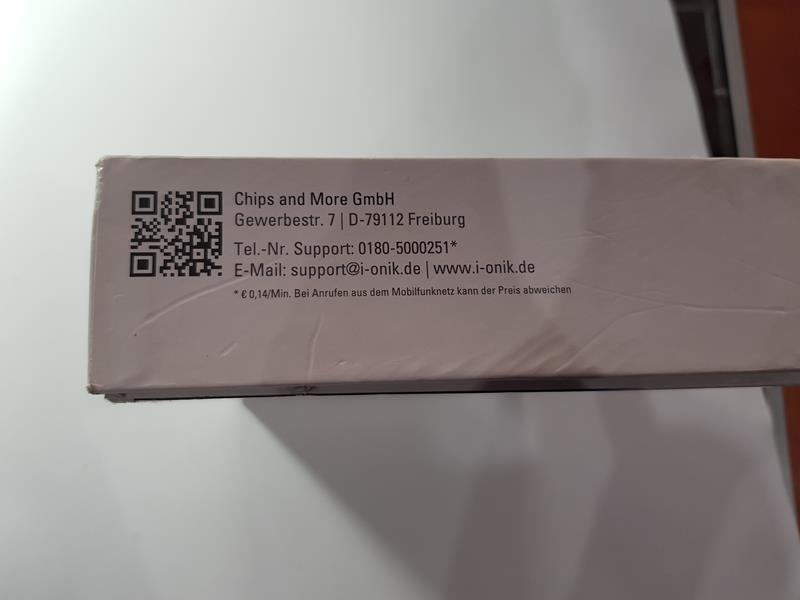 Chips and More GmbH
Gewerbestr. 7 | D-79112 Freiburg
Tel.-Nr. Support: 0180-5000251*
E-Mail: support@i-onik.de | www.i-onik.de
* € 0,14/Min. Bei Anrufen aus dem Mobilfunknetz kann der Preis abweichen